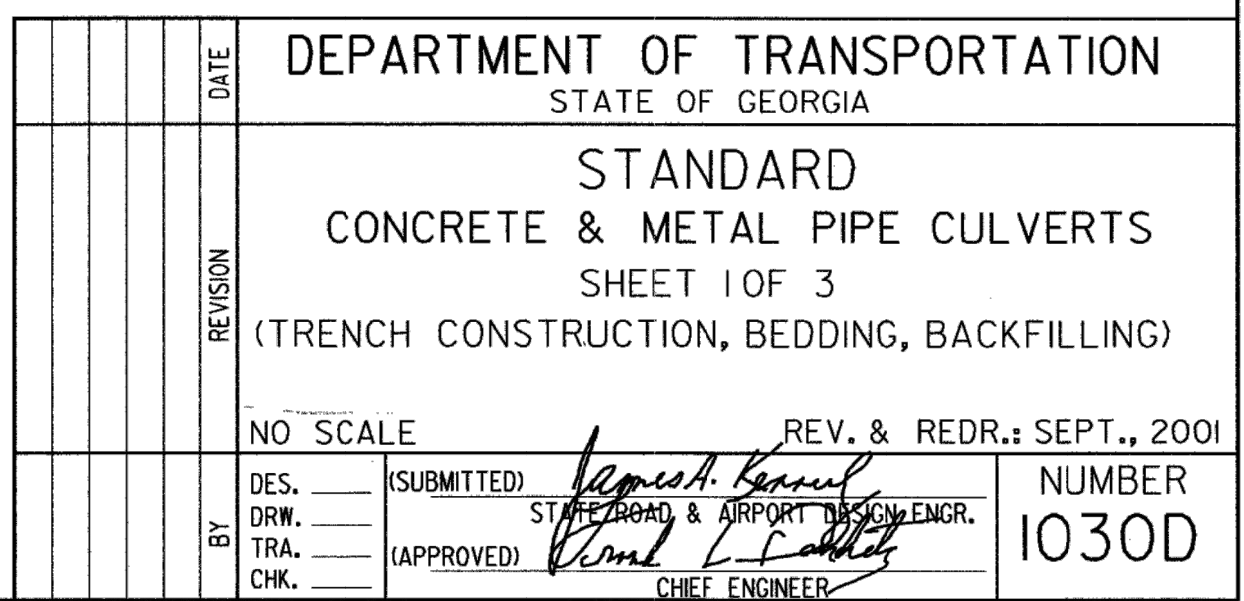 DATE
REVISION
BY
DEPARTMENT OF TRANSPORTATION
STATE OF GEORGIA
STANDARD
CONCRETE & METAL PIPE CULVERTS
SHEET 1 OF 3
(TRENCH CONSTRUCTION, BEDDING, BACKFILLING)
NO SCALE REV. & REDR.: SEPT., 2001
DES.
DRW.
TRA.
CHK.
(SUBMITTED) James A.
STATE ROAD & AIRPORT DESIGN ENGR.
(APPROVED)
CHIEF ENGINEER
NUMBER
1030D